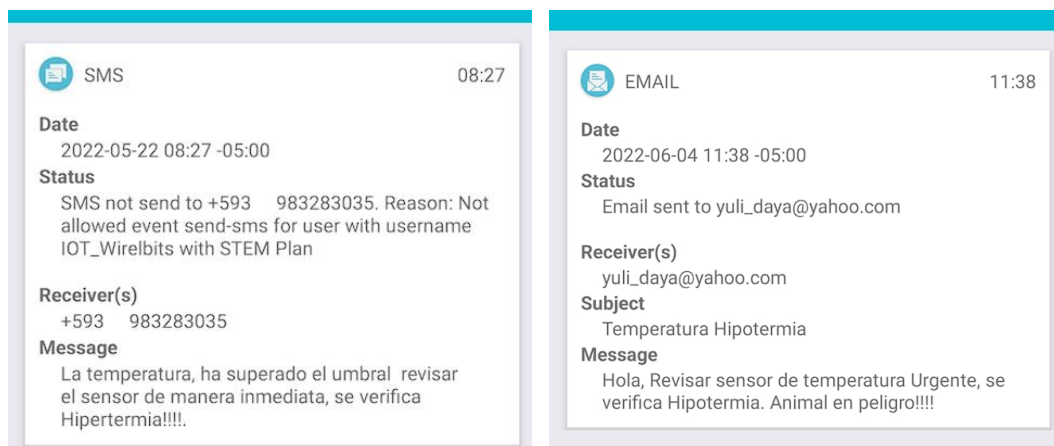 SMS 08:27
Date
2022-05-22 08:27 -05:00
Status
SMS not send to +593 983283035. Reason: Not
allowed event send-sms for user with username
IOT_Wirelbits with STEM Plan
Receiver(s)
+593 983283035
Message
La temperatura, ha superado el umbral revisar
el sensor de manera inmediata, se verifica
Hipertermia!!!!.
EMAIL 11:38
Date
2022-06-04 11:38 -05:00
Status
Email sent to yuli_daya@yahoo.com
Receiver(s)
yuli_daya@yahoo.com
Subject
Temperatura Hipotermia
Message
Hola, Revisar sensor de temperatura Urgente, se
verifica Hipotermia. Animal en peligro!!!!